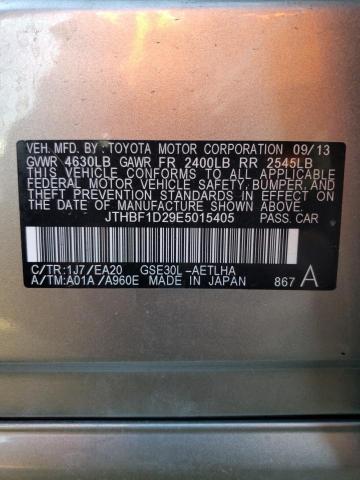 VEH. MFD. BY : TOYOTA MOTOR CORPORATION 09/13
GVWR 4630LB GAWR FR 2400LB RR 2545LB
THIS VEHICLE CONFORMS TO ALL APPLICABLE
FEDERAL MOTOR VEHICLE SAFETY, BUMPER, AND
THEFT PREVENTION STANDARDS IN EFFECT ON
THE DATE OF MANUFACTURE SHOWN ABOVE.
JTHBF1D29E5015405 PASS. CAR
C/TR:1J7/EA20 GSE30L-AETLHA
A/TM:A01A/A960E MADE IN JAPAN 867 A